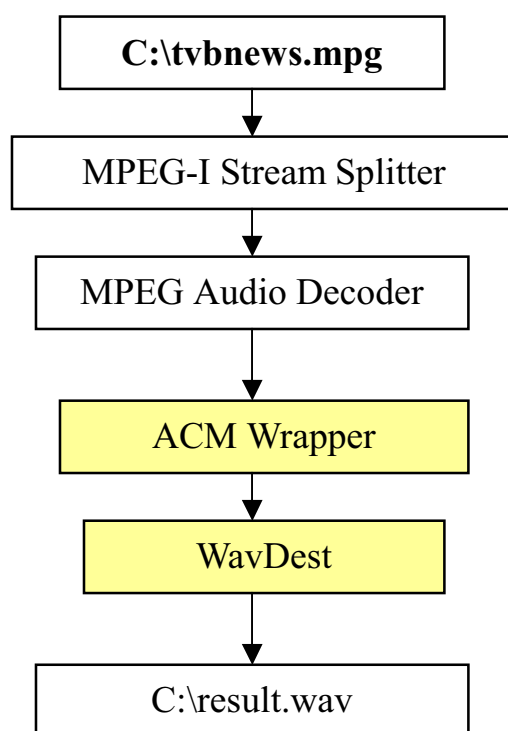 C:\tvbnews.mpg
MPEG-I Stream Splitter
MPEG Audio Decoder
ACM Wrapper
WavDest
C:\result.wav